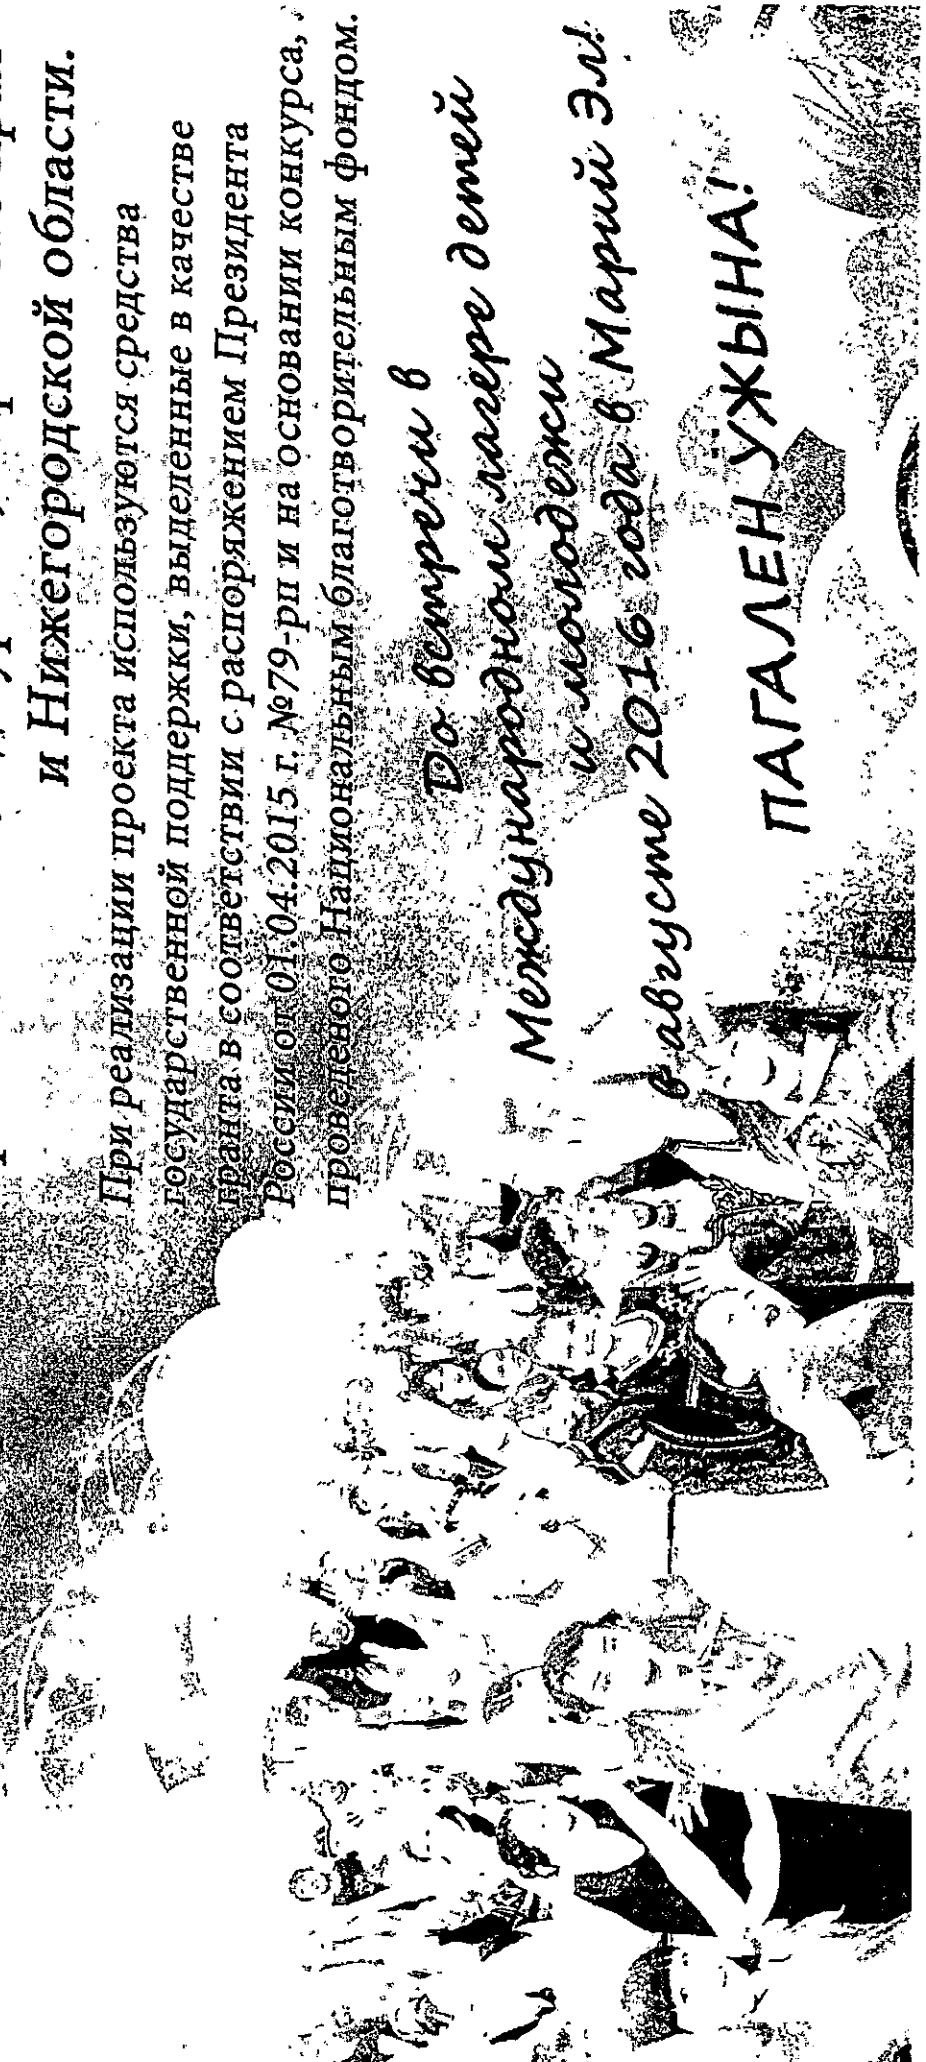 и Нижегородской области.
При реализации проекта используются средства
государственной поддержки, выделенные в качестве
гранта в соответствии с распоряжением Президента
России от 01.04.2015 г. №79-рп и на основании конкурса,
проведеного Национальным благотворительным фондом.
До встречи в
Международном лагере детей
и молодежи
в августе 2016 года в Марий Эл!
ПАГАЛЕН ӰЖЫНА!